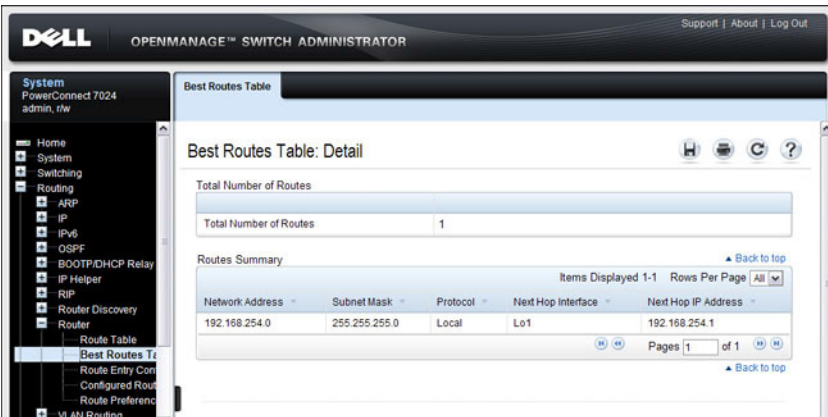 Support | About | Log Out
DELL OPENMANAGE™ SWITCH ADMINISTRATOR
System
PowerConnect 7024
admin, r/w
Home
System
Switching
Routing
ARP
IP
IPv6
OSPF
BOOTP/DHCP Relay
IP Helper
RIP
Router Discovery
Router
Route Table
Best Routes Ta
Route Entry Con
Configured Rout
Route Preferenc
VLAN Routing
Best Routes Table
Best Routes Table: Detail
Total Number of Routes
Total Number of Routes 1
Routes Summary Back to top
Items Displayed 1-1 Rows Per Page All
Network Address Subnet Mask Protocol Next Hop Interface Next Hop IP Address
192.168.254.0 255.255.255.0 Local Lo1 192.168.254.1
Pages 1 of 1
Back to top